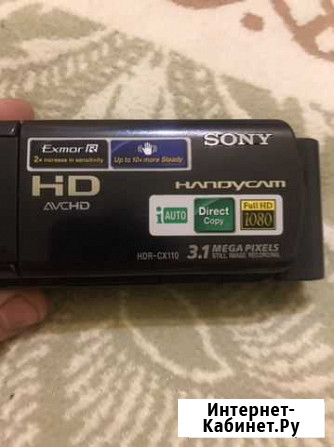 Exmor R
2x increase in sensitivity
Up to 10x more Steady
SONY
HD
AVCHD
HANDYCAM
iAUTO
Direct Copy
Full HD
1080
HDR-CX110
3.1 MEGA PIXELS
STILL IMAGE RECORDING
Интернет-
Кабинет.Ру